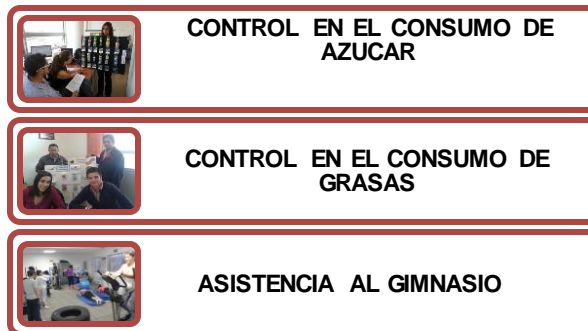 CONTROL EN EL CONSUMO DE
AZUCAR
CONTROL EN EL CONSUMO DE
GRASAS
ASISTENCIA AL GIMNASIO